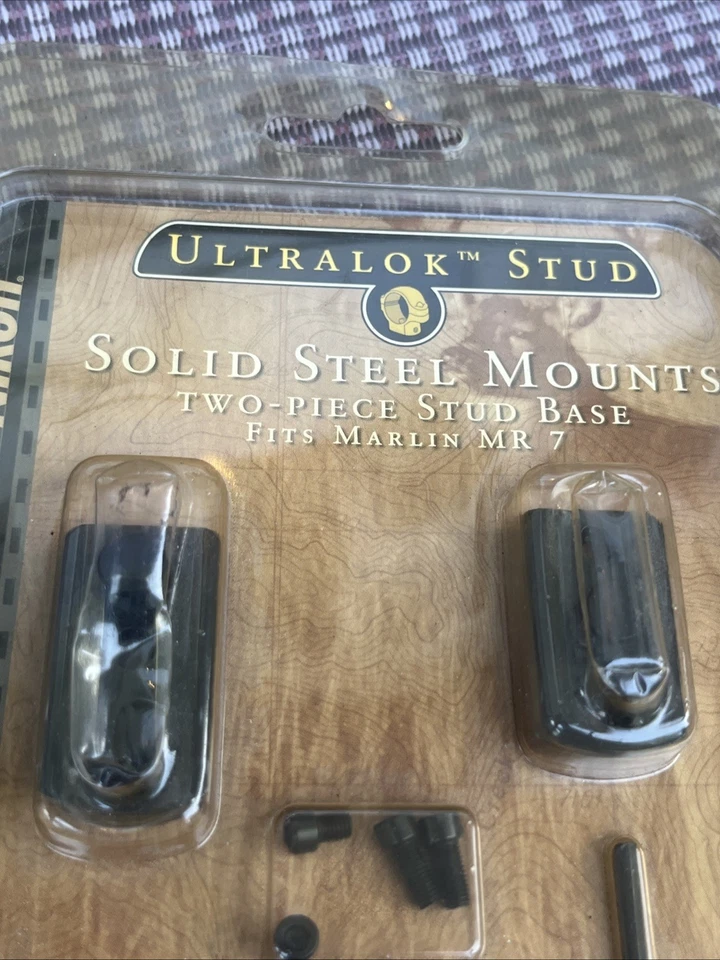 ULTRALOK™ STUD
SOLID STEEL MOUNTS
TWO-PIECE STUD BASE
FITS MARLIN MR 7